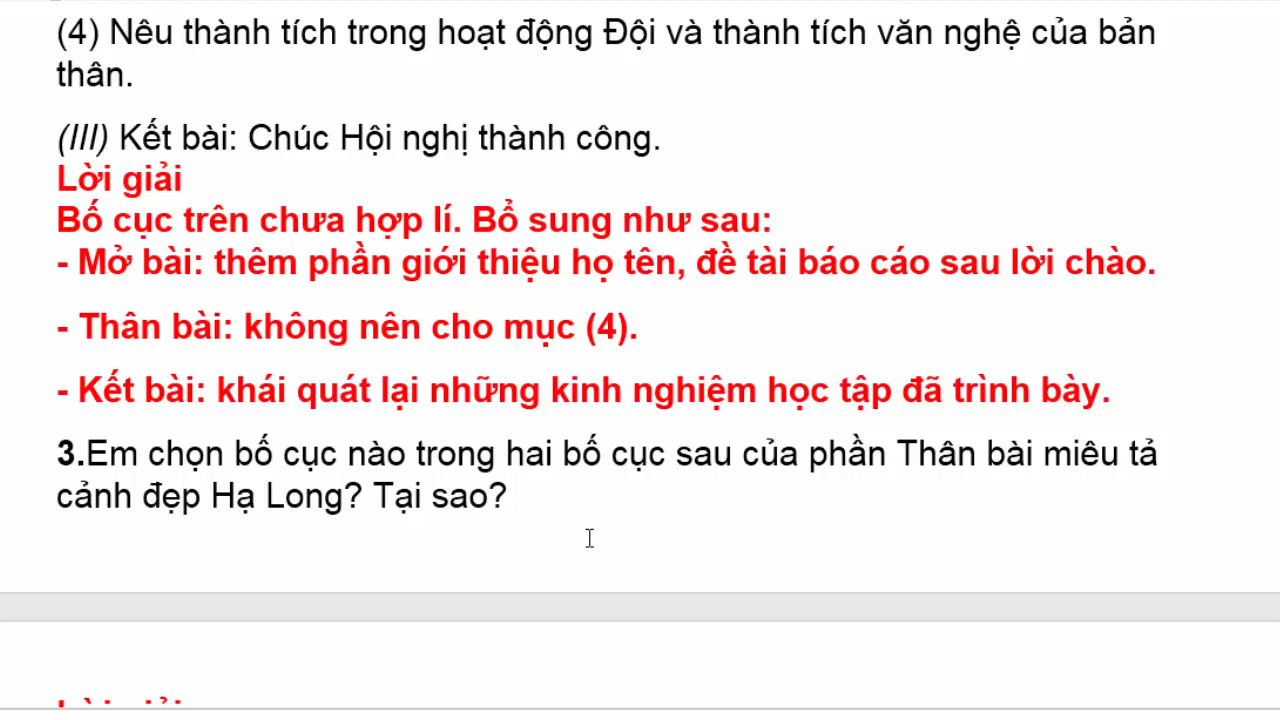 (4) Nêu thành tích trong hoạt động Đội và thành tích văn nghệ của bản
thân.
(III) Kết bài: Chúc Hội nghị thành công.
Lời giải
Bố cục trên chưa hợp lí. Bổ sung như sau:
- Mở bài: thêm phần giới thiệu họ tên, đề tài báo cáo sau lời chào.
- Thân bài: không nên cho mục (4).
- Kết bài: khái quát lại những kinh nghiệm học tập đã trình bày.
3.Em chọn bố cục nào trong hai bố cục sau của phần Thân bài miêu tả
cảnh đẹp Hạ Long? Tại sao?